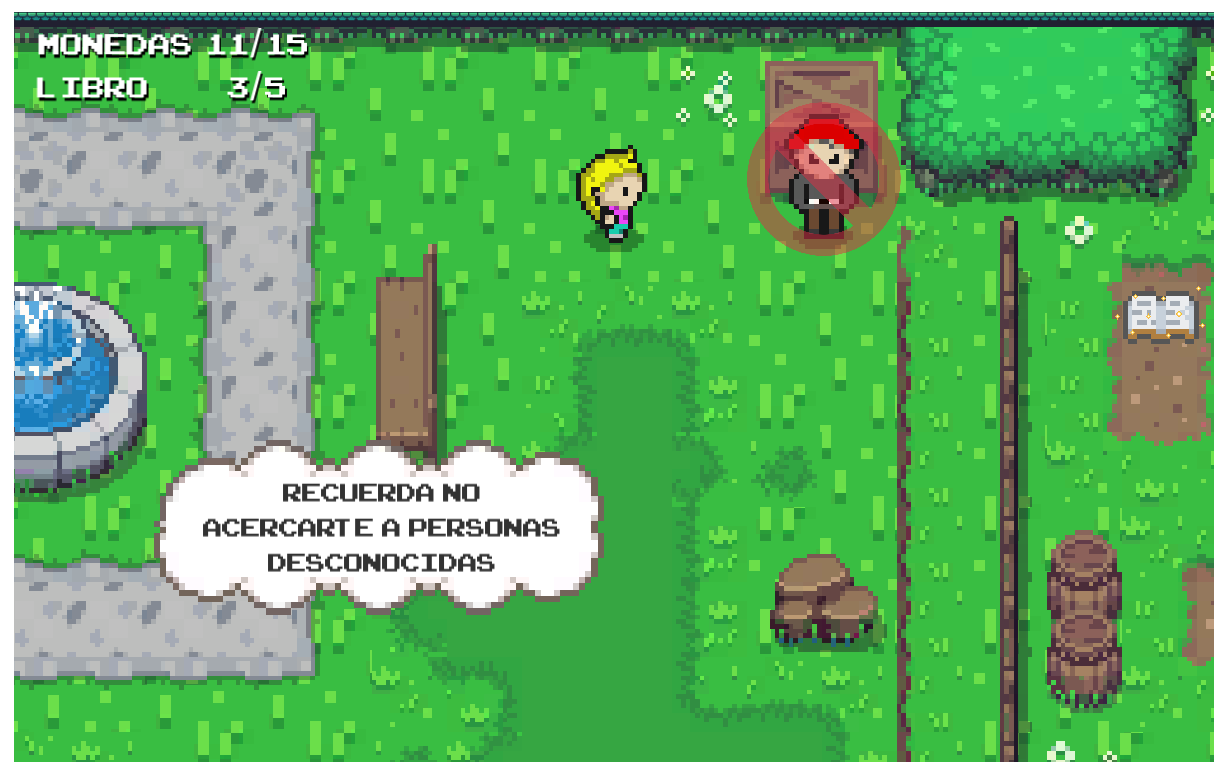 MONEDAS 11/15
LIBRO 3/5
RECUERDA NO
ACERCARTE A PERSONAS
DESCONOCIDAS